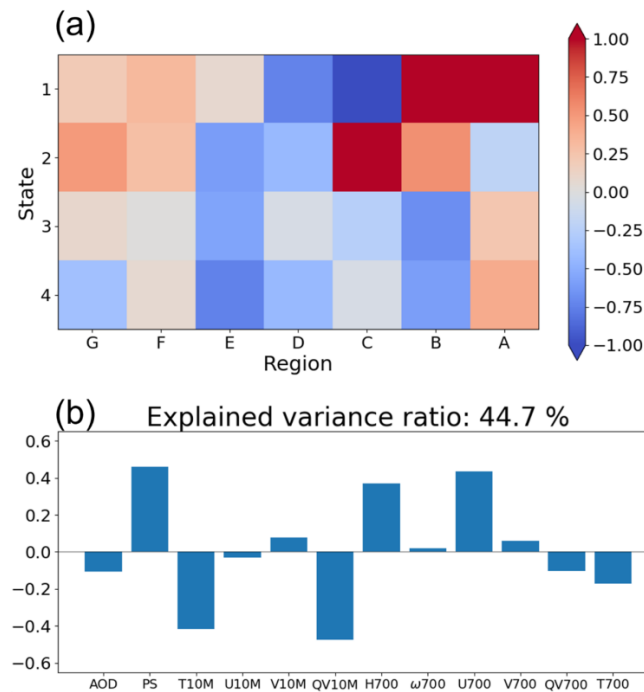 (a)
State
1
2
3
4
G F E D C B A
Region
1.00
0.75
0.50
0.25
0.00
−0.25
−0.50
−0.75
−1.00
(b)
Explained variance ratio: 44.7 %
0.6
0.4
0.2
0.0
−0.2
−0.4
−0.6
AOD PS T10M U10M V10M QV10M H700 ω700 U700 V700 QV700 T700